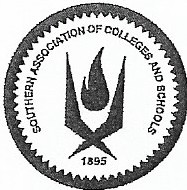 SOUTHERN ASSOCIATION OF COLLEGES AND SCHOOLS
1895